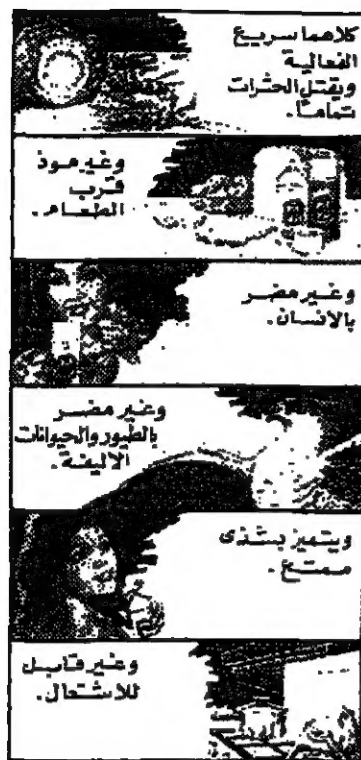 كلاهما سريع
الفعالية
ويقتل الحشرات
تماماً.
وغير موذ
قرب
الطعام.
وغير مضر
بالانسان.
وغير مضر
بالطيور والحيوانات
الاليفة.
ويتميز بشذى
ممتع.
وغير قابل
للاشتعال.